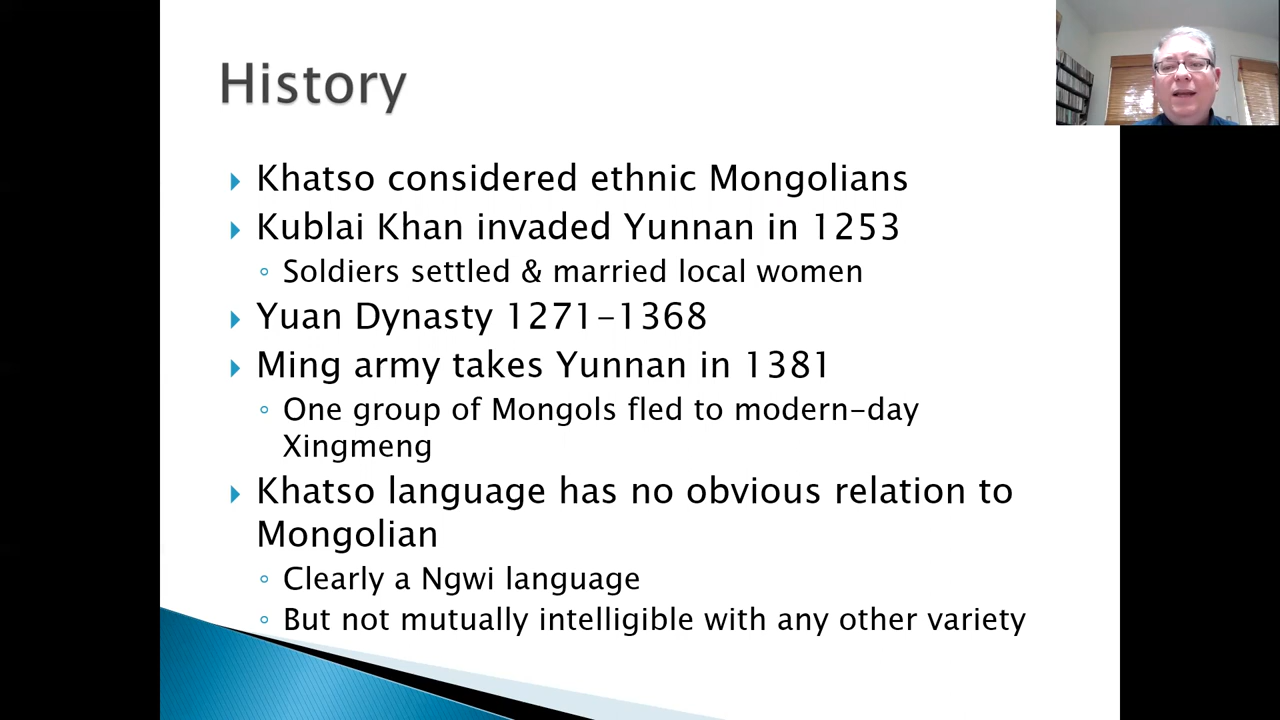 History
Khatso considered ethnic Mongolians
Kublai Khan invaded Yunnan in 1253
Soldiers settled & married local women
Yuan Dynasty 1271-1368
Ming army takes Yunnan in 1381
One group of Mongols fled to modern-day
Xingmeng
Khatso language has no obvious relation to
Mongolian
Clearly a Ngwi language
But not mutually intelligible with any other variety